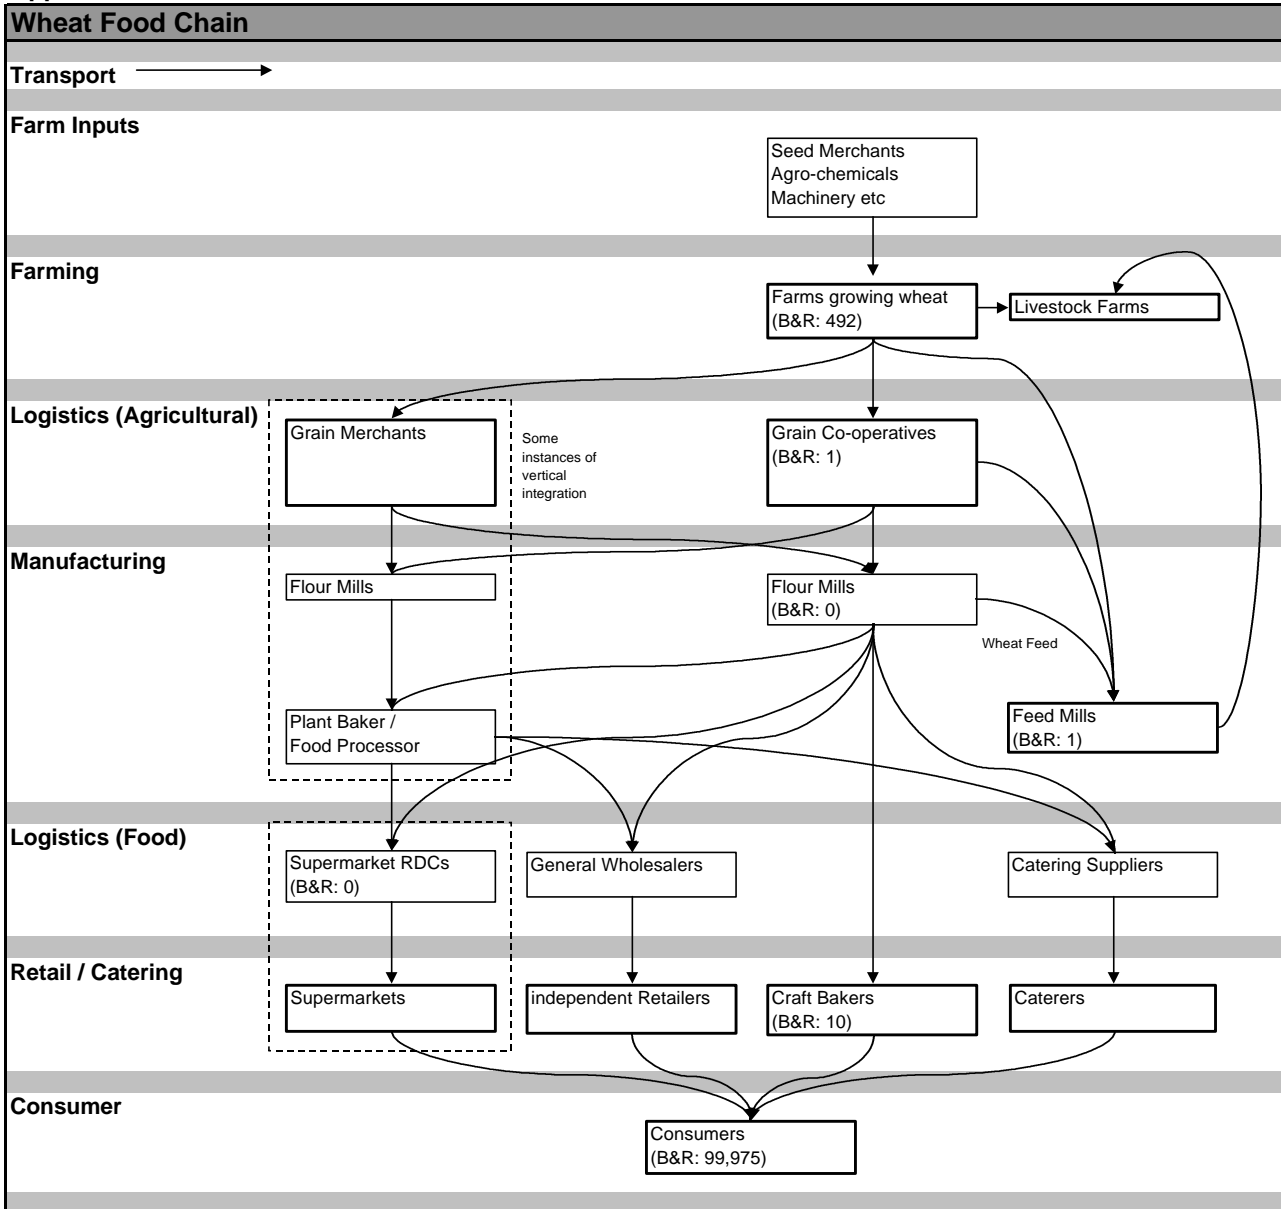 Wheat Food Chain
Transport
Farm Inputs
Seed Merchants
Agro-chemicals
Machinery etc
Farming
Farms growing wheat
(B&R: 492)
Livestock Farms
Logistics (Agricultural)
Grain Merchants
Some
instances of
vertical
integration
Grain Co-operatives
(B&R: 1)
Manufacturing
Flour Mills
Flour Mills
(B&R: 0)
Wheat Feed
Plant Baker /
Food Processor
Feed Mills
(B&R: 1)
Logistics (Food)
Supermarket RDCs
(B&R: 0)
General Wholesalers
Catering Suppliers
Retail / Catering
Supermarkets
independent Retailers
Craft Bakers
(B&R: 10)
Caterers
Consumer
Consumers
(B&R: 99,975)